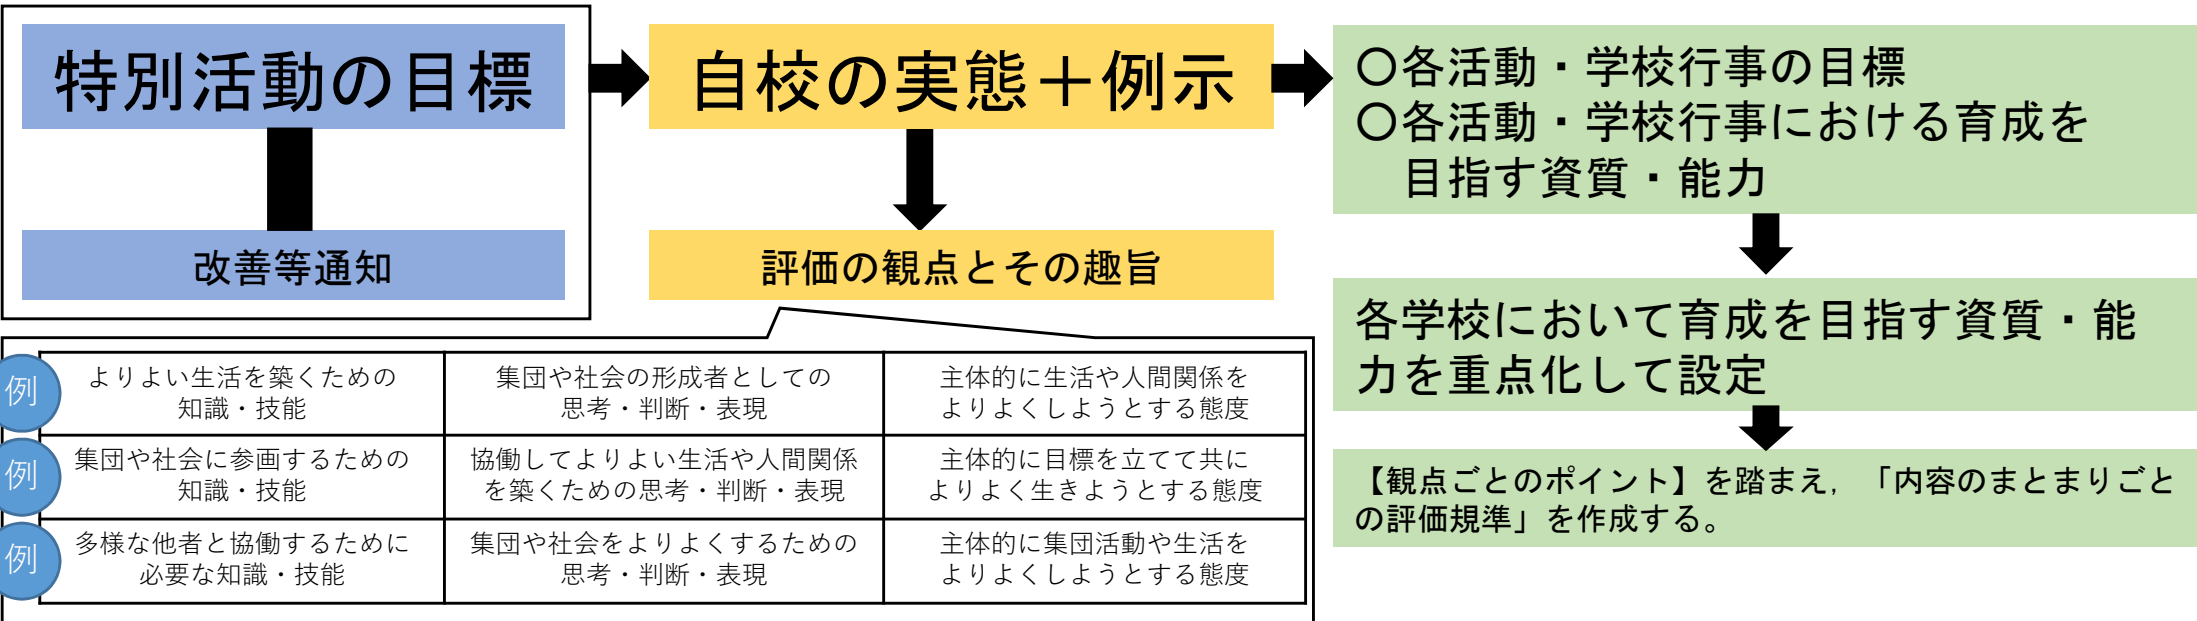 特別活動の目標
改善等通知
自校の実態＋例示
評価の観点とその趣旨
例
よりよい生活を築くための
知識・技能
集団や社会の形成者としての
思考・判断・表現
主体的に生活や人間関係を
よりよくしようとする態度
例
集団や社会に参画するための
知識・技能
協働してよりよい生活や人間関係
を築くための思考・判断・表現
主体的に目標を立てて共に
よりよく生きようとする態度
例
多様な他者と協働するために
必要な知識・技能
集団や社会をよりよくするための
思考・判断・表現
主体的に集団活動や生活を
よりよくしようとする態度
〇各活動・学校行事の目標
〇各活動・学校行事における育成を
目指す資質・能力
各学校において育成を目指す資質・能
力を重点化して設定
【観点ごとのポイント】を踏まえ，「内容のまとまりごと
の評価規準」を作成する。